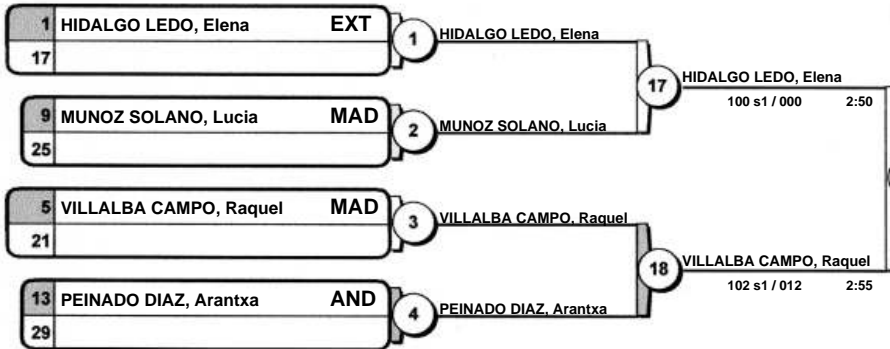 1 HIDALGO LEDO, Elena EXT
17
1
HIDALGO LEDO, Elena
9 MUNOZ SOLANO, Lucia MAD
25
2
MUNOZ SOLANO, Lucia
17
HIDALGO LEDO, Elena
100 s1 / 000 2:50
5 VILLALBA CAMPO, Raquel MAD
21
3
VILLALBA CAMPO, Raquel
13 PEINADO DIAZ, Arantxa AND
29
4
PEINADO DIAZ, Arantxa
18
VILLALBA CAMPO, Raquel
102 s1 / 012 2:55